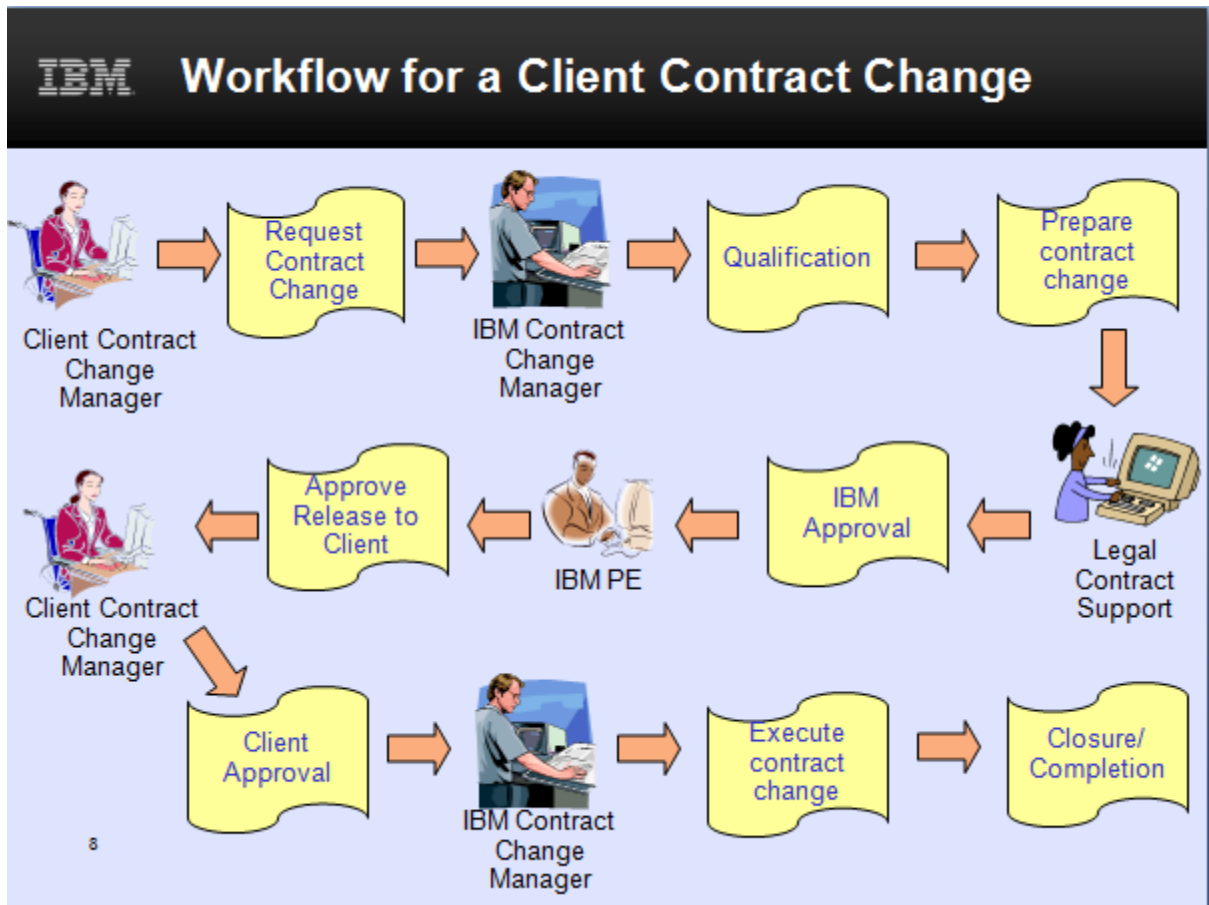 IBM Workflow for a Client Contract Change
Request
Contract
Change
Qualification
Prepare
contract
change
Client Contract
Change
Manager
IBM Contract
Change
Manager
Approve
Release to
Client
IBM PE
IBM
Approval
Legal
Contract
Support
Client Contract
Change
Manager
Client
Approval
IBM Contract
Change
Manager
Execute
contract
change
Closure/
Completion
8